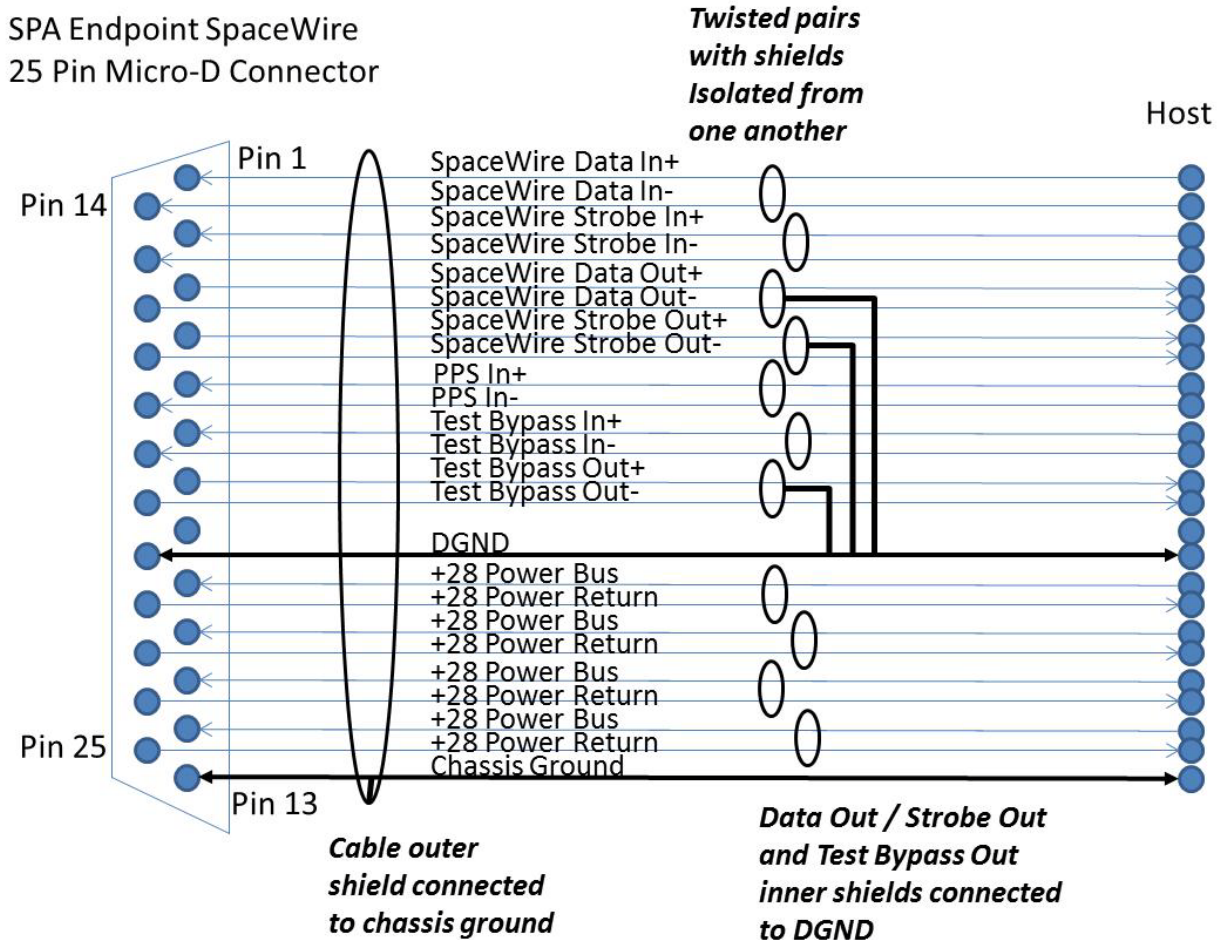 SPA Endpoint SpaceWire
25 Pin Micro-D Connector
Twisted pairs
with shields
Isolated from
one another
Host
Pin 1
Pin 14
SpaceWire Data In+
SpaceWire Data In-
SpaceWire Strobe In+
SpaceWire Strobe In-
SpaceWire Data Out+
SpaceWire Data Out-
SpaceWire Strobe Out+
SpaceWire Strobe Out-
PPS In+
PPS In-
Test Bypass In+
Test Bypass In-
Test Bypass Out+
Test Bypass Out-
DGND
+28 Power Bus
+28 Power Return
+28 Power Bus
+28 Power Return
+28 Power Bus
+28 Power Return
+28 Power Bus
+28 Power Return
Chassis Ground
Pin 25
Pin 13
Cable outer
shield connected
to chassis ground
Data Out / Strobe Out
and Test Bypass Out
inner shields connected
to DGND